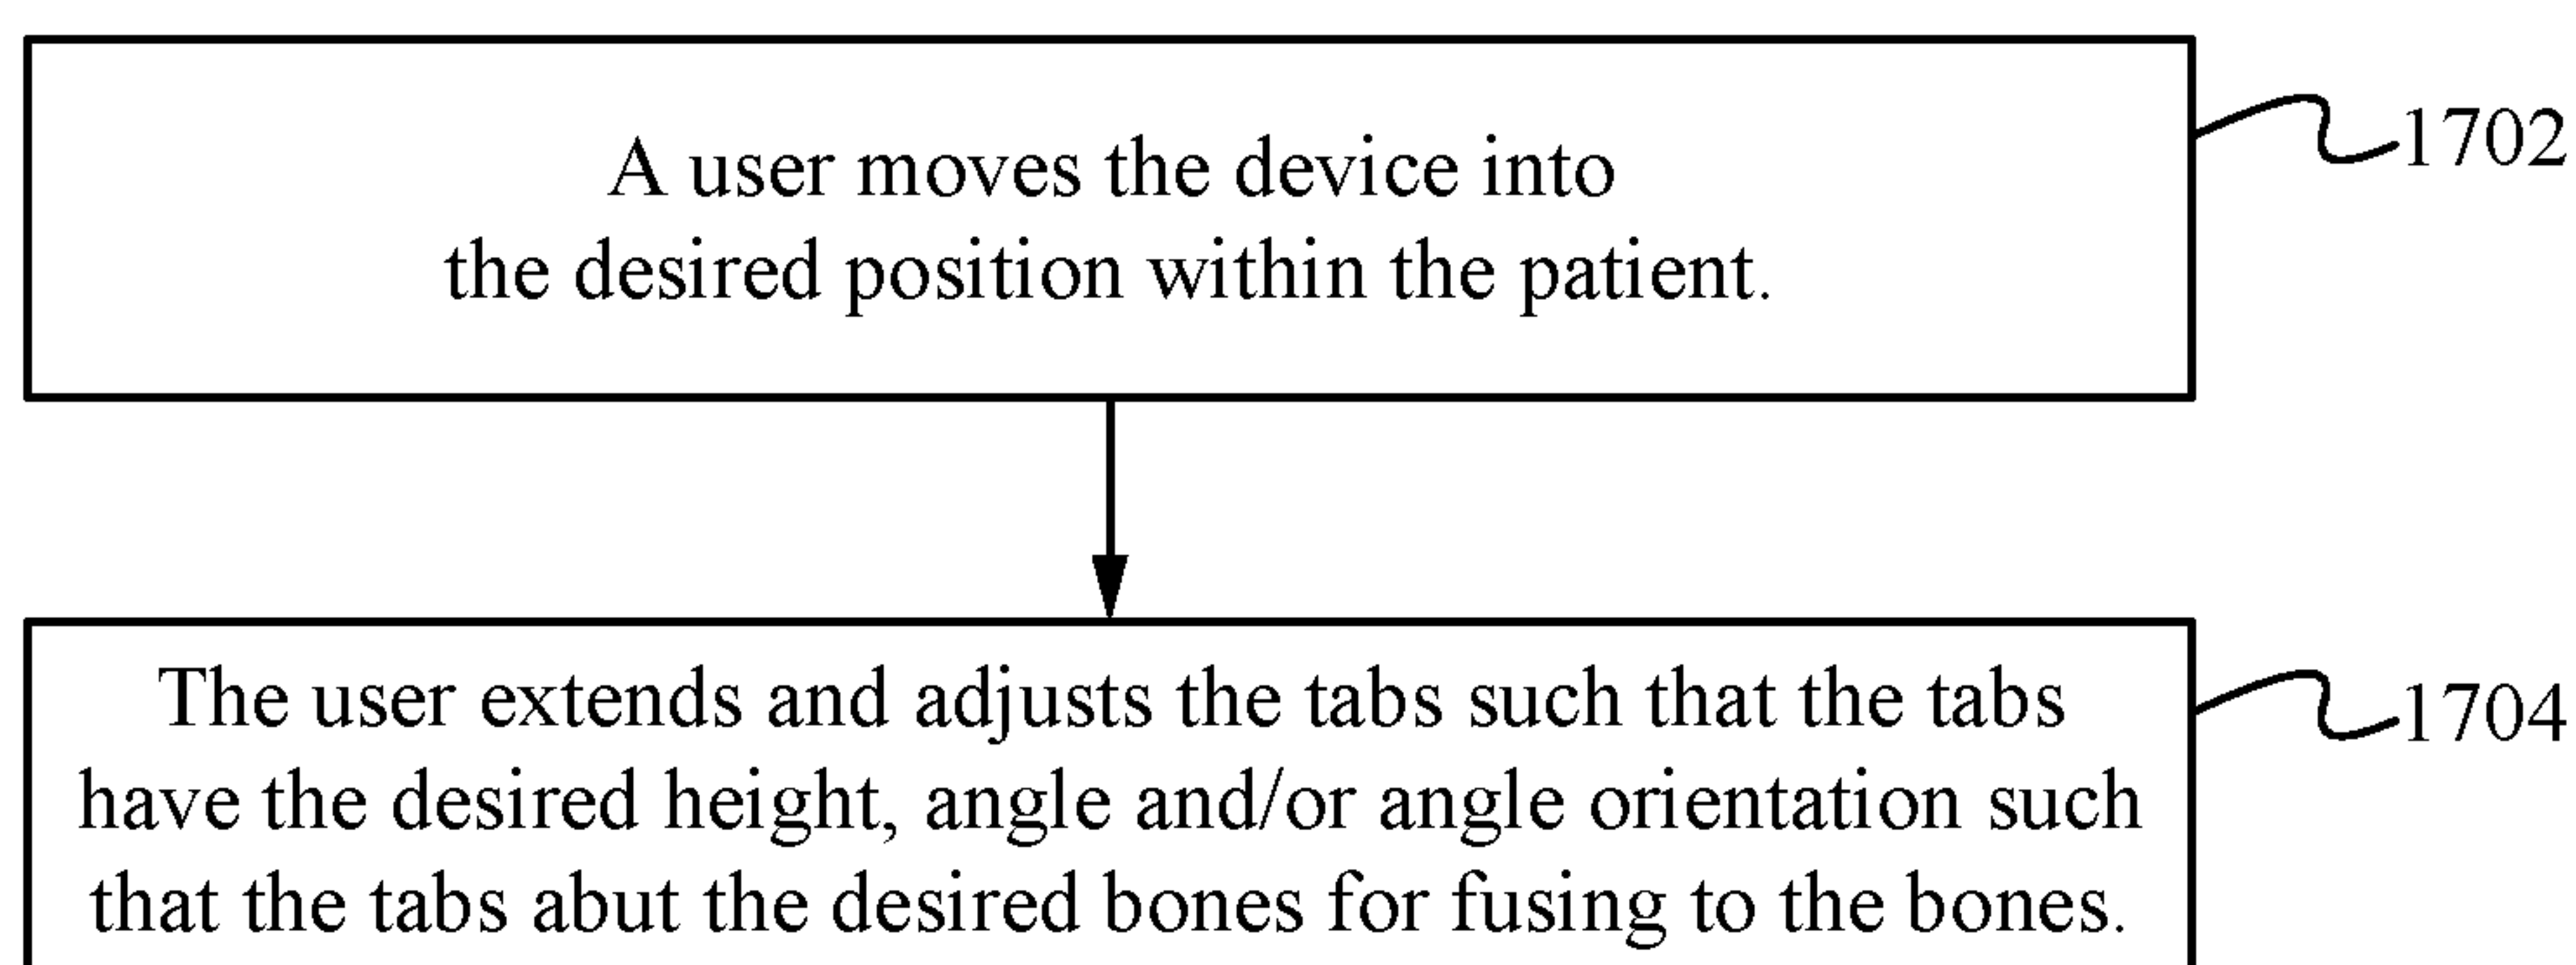 A user moves the device into
the desired position within the patient.
1702
The user extends and adjusts the tabs such that the tabs
have the desired height, angle and/or angle orientation such
that the tabs abut the desired bones for fusing to the bones.
1704